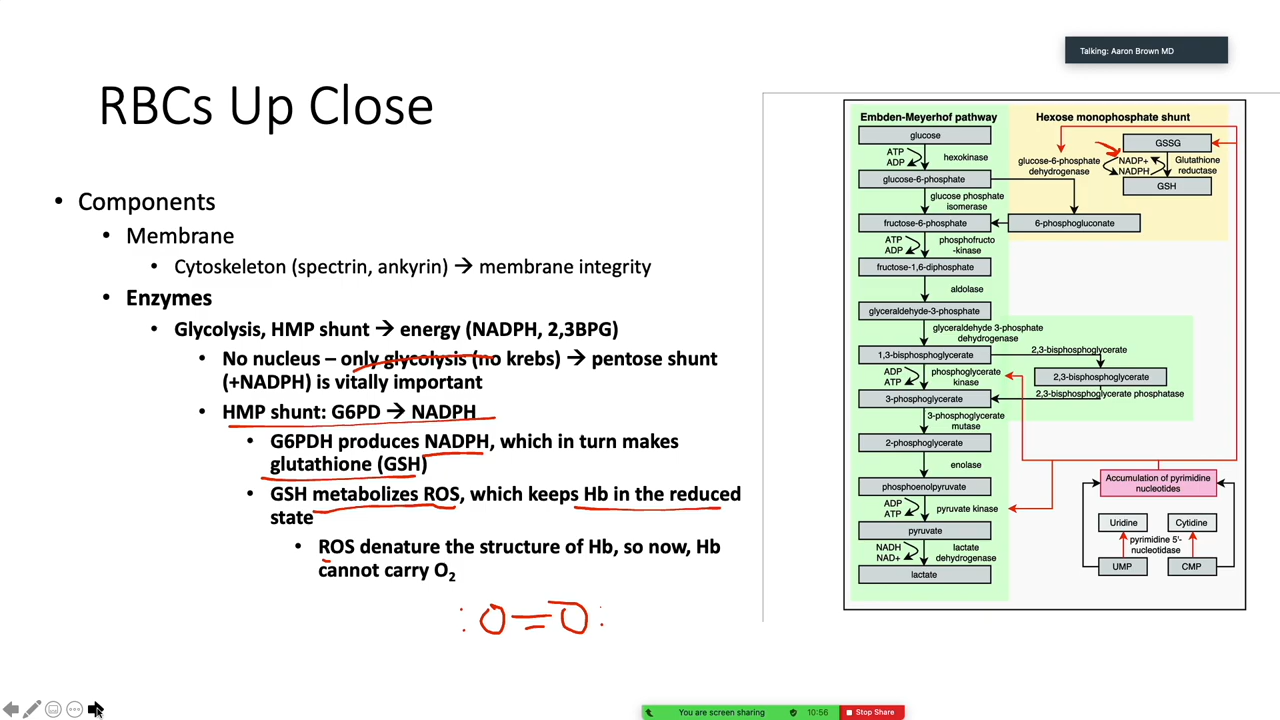 Talking: Aaron Brown MD
RBCs Up Close
• Components
• Membrane
• Cytoskeleton (spectrin, ankyrin) → membrane integrity
• Enzymes
• Glycolysis, HMP shunt → energy (NADPH, 2,3BPG)
• No nucleus – only glycolysis (no krebs) → pentose shunt
(+NADPH) is vitally important
• HMP shunt: G6PD → NADPH
• G6PDH produces NADPH, which in turn makes
glutathione (GSH)
• GSH metabolizes ROS, which keeps Hb in the reduced
state
• ROS denature the structure of Hb, so now, Hb
cannot carry O₂
:O=O:
Embden-Meyerhof pathway
glucose
ATP
ADP
hexokinase
glucose-6-phosphate
glucose phosphate
isomerase
fructose-6-phosphate
ATP
ADP
phosphofructo
-kinase
fructose-1,6-diphosphate
aldolase
glyceraldehyde-3-phosphate
glyceraldehyde 3-phosphate
dehydrogenase
1,3-bisphosphoglycerate
ADP
ATP
phosphoglycerate
kinase
3-phosphoglycerate
3-phosphoglycerate
mutase
2-phosphoglycerate
enolase
phosphoenolpyruvate
ADP
ATP
pyruvate kinase
pyruvate
NADH
NAD+
lactate
dehydrogenase
lactate
Hexose monophosphate shunt
GSSG
glucose-6-phosphate
dehydrogenase
NADP+
NADPH
Glutathione
reductase
GSH
6-phosphogluconate
2,3-bisphosphoglycerate
2,3-bisphosphoglycerate
2,3-bisphosphoglycerate phosphatase
Accumulation of pyrimidine
nucleotides
Uridine
Cytidine
pyrimidine 5'-
nucleotidase
UMP
CMP
You are screen sharing
10:56
Stop Share